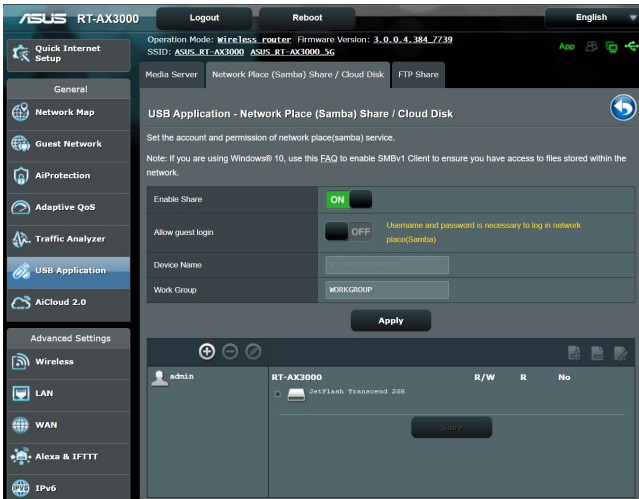 ASUS RT-AX3000 Logout Reboot English
Operation Mode: Wireless router Firmware Version: 3.0.0.4.384_7739
SSID: ASUS_RT-AX3000 ASUS_RT-AX3000_5G
App
Quick Internet
Setup
General
Network Map
Guest Network
AiProtection
Adaptive QoS
Traffic Analyzer
USB Application
AiCloud 2.0
Advanced Settings
Wireless
LAN
WAN
Alexa & IFTTT
IPv6
Media Server Network Place (Samba) Share / Cloud Disk FTP Share
USB Application - Network Place (Samba) Share / Cloud Disk
Set the account and permission of network place(samba) service.
Note: If you are using Windows® 10, use this FAQ to enable SMBv1 Client to ensure you have access to files stored within the
network.
Enable Share ON
Allow guest login OFF Username and password is necessary to log in network
place(Samba)
Device Name
Work Group WORKGROUP
Apply
admin
RT-AX3000 R/W R No
JetFlash Transcend 2GB
Save